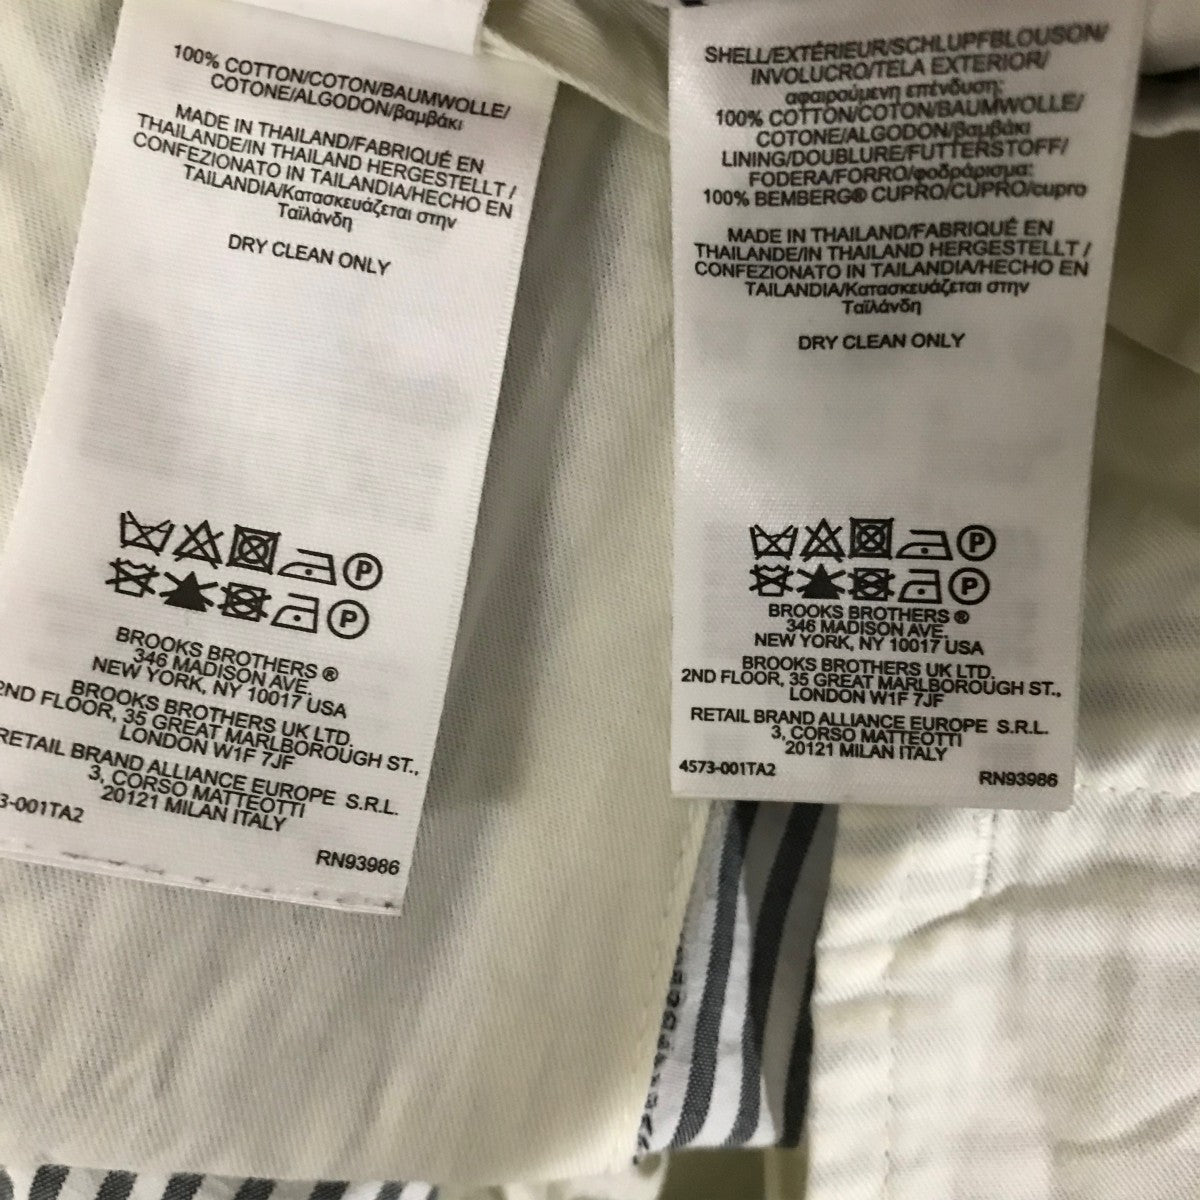 100% COTTON/COTON/BAUMWOLLE/
COTONE/ALGODON/βαμβάκι
MADE IN THAILAND/FABRIQUÉ EN
THAILANDE/IN THAILAND HERGESTELLT /
CONFEZIONATO IN TAILANDIA/HECHO EN
TAILANDIA/Κατασκευάζεται στην
Ταϊλάνδη
DRY CLEAN ONLY
P
P
BROOKS BROTHERS ®
346 MADISON AVE.
NEW YORK, NY 10017 USA
BROOKS BROTHERS UK LTD.
2ND FLOOR, 35 GREAT MARLBOROUGH ST.,
LONDON W1F 7JF
RETAIL BRAND ALLIANCE EUROPE S.R.L.
3, CORSO MATTEOTTI
20121 MILAN ITALY
3-001TA2
RN93986
SHELL/EXTÉRIEUR/SCHLUPFBLOUSON/
INVOLUCRO/TELA EXTERIOR/
αφαιρούμενη επένδυση:
100% COTTON/COTON/BAUMWOLLE/
COTONE/ALGODON/βαμβάκι
LINING/DOUBLURE/FUTTERSTOFF/
FODERA/FORRO/φοδράρισμα:
100% BEMBERG® CUPRO/CUPRO/cupro
MADE IN THAILAND/FABRIQUÉ EN
THAILANDE/IN THAILAND HERGESTELLT /
CONFEZIONATO IN TAILANDIA/HECHO EN
TAILANDIA/Κατασκευάζεται στην
Ταϊλάνδη
DRY CLEAN ONLY
P
P
BROOKS BROTHERS ®
346 MADISON AVE.
NEW YORK, NY 10017 USA
BROOKS BROTHERS UK LTD.
2ND FLOOR, 35 GREAT MARLBOROUGH ST.,
LONDON W1F 7JF
RETAIL BRAND ALLIANCE EUROPE S.R.L.
3, CORSO MATTEOTTI
20121 MILAN ITALY
4573-001TA2
RN93986